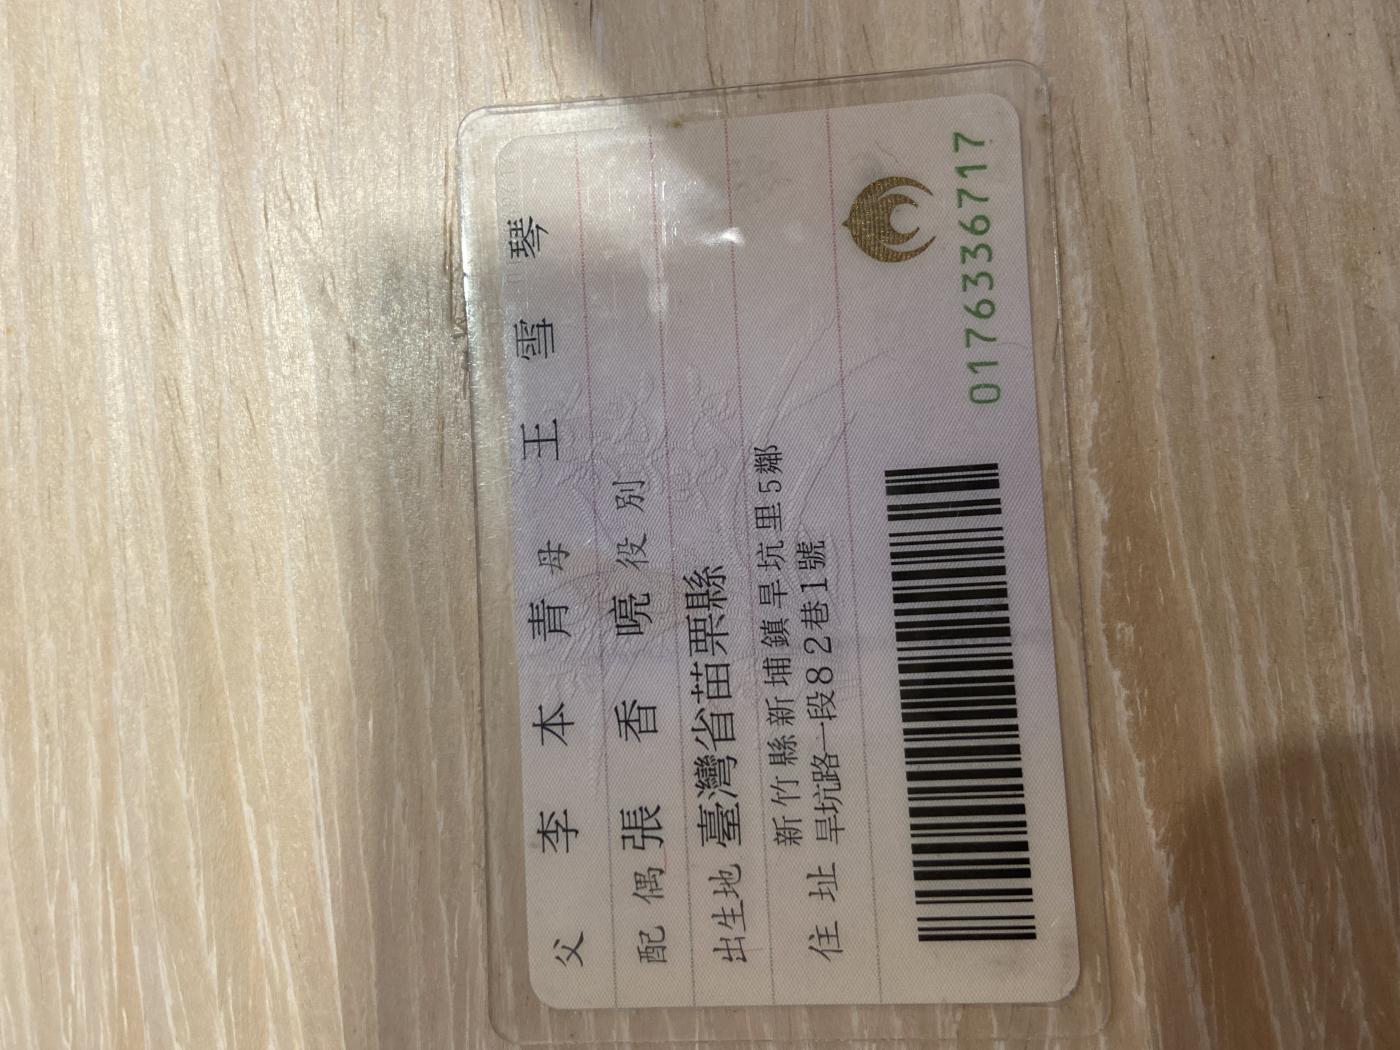 父 李本青 母 王雪琴
配偶 張香喨 役別
出生地 臺灣省苗栗縣
住址 新竹縣新埔鎮旱坑里5鄰
旱坑路一段82巷1號
0176336717